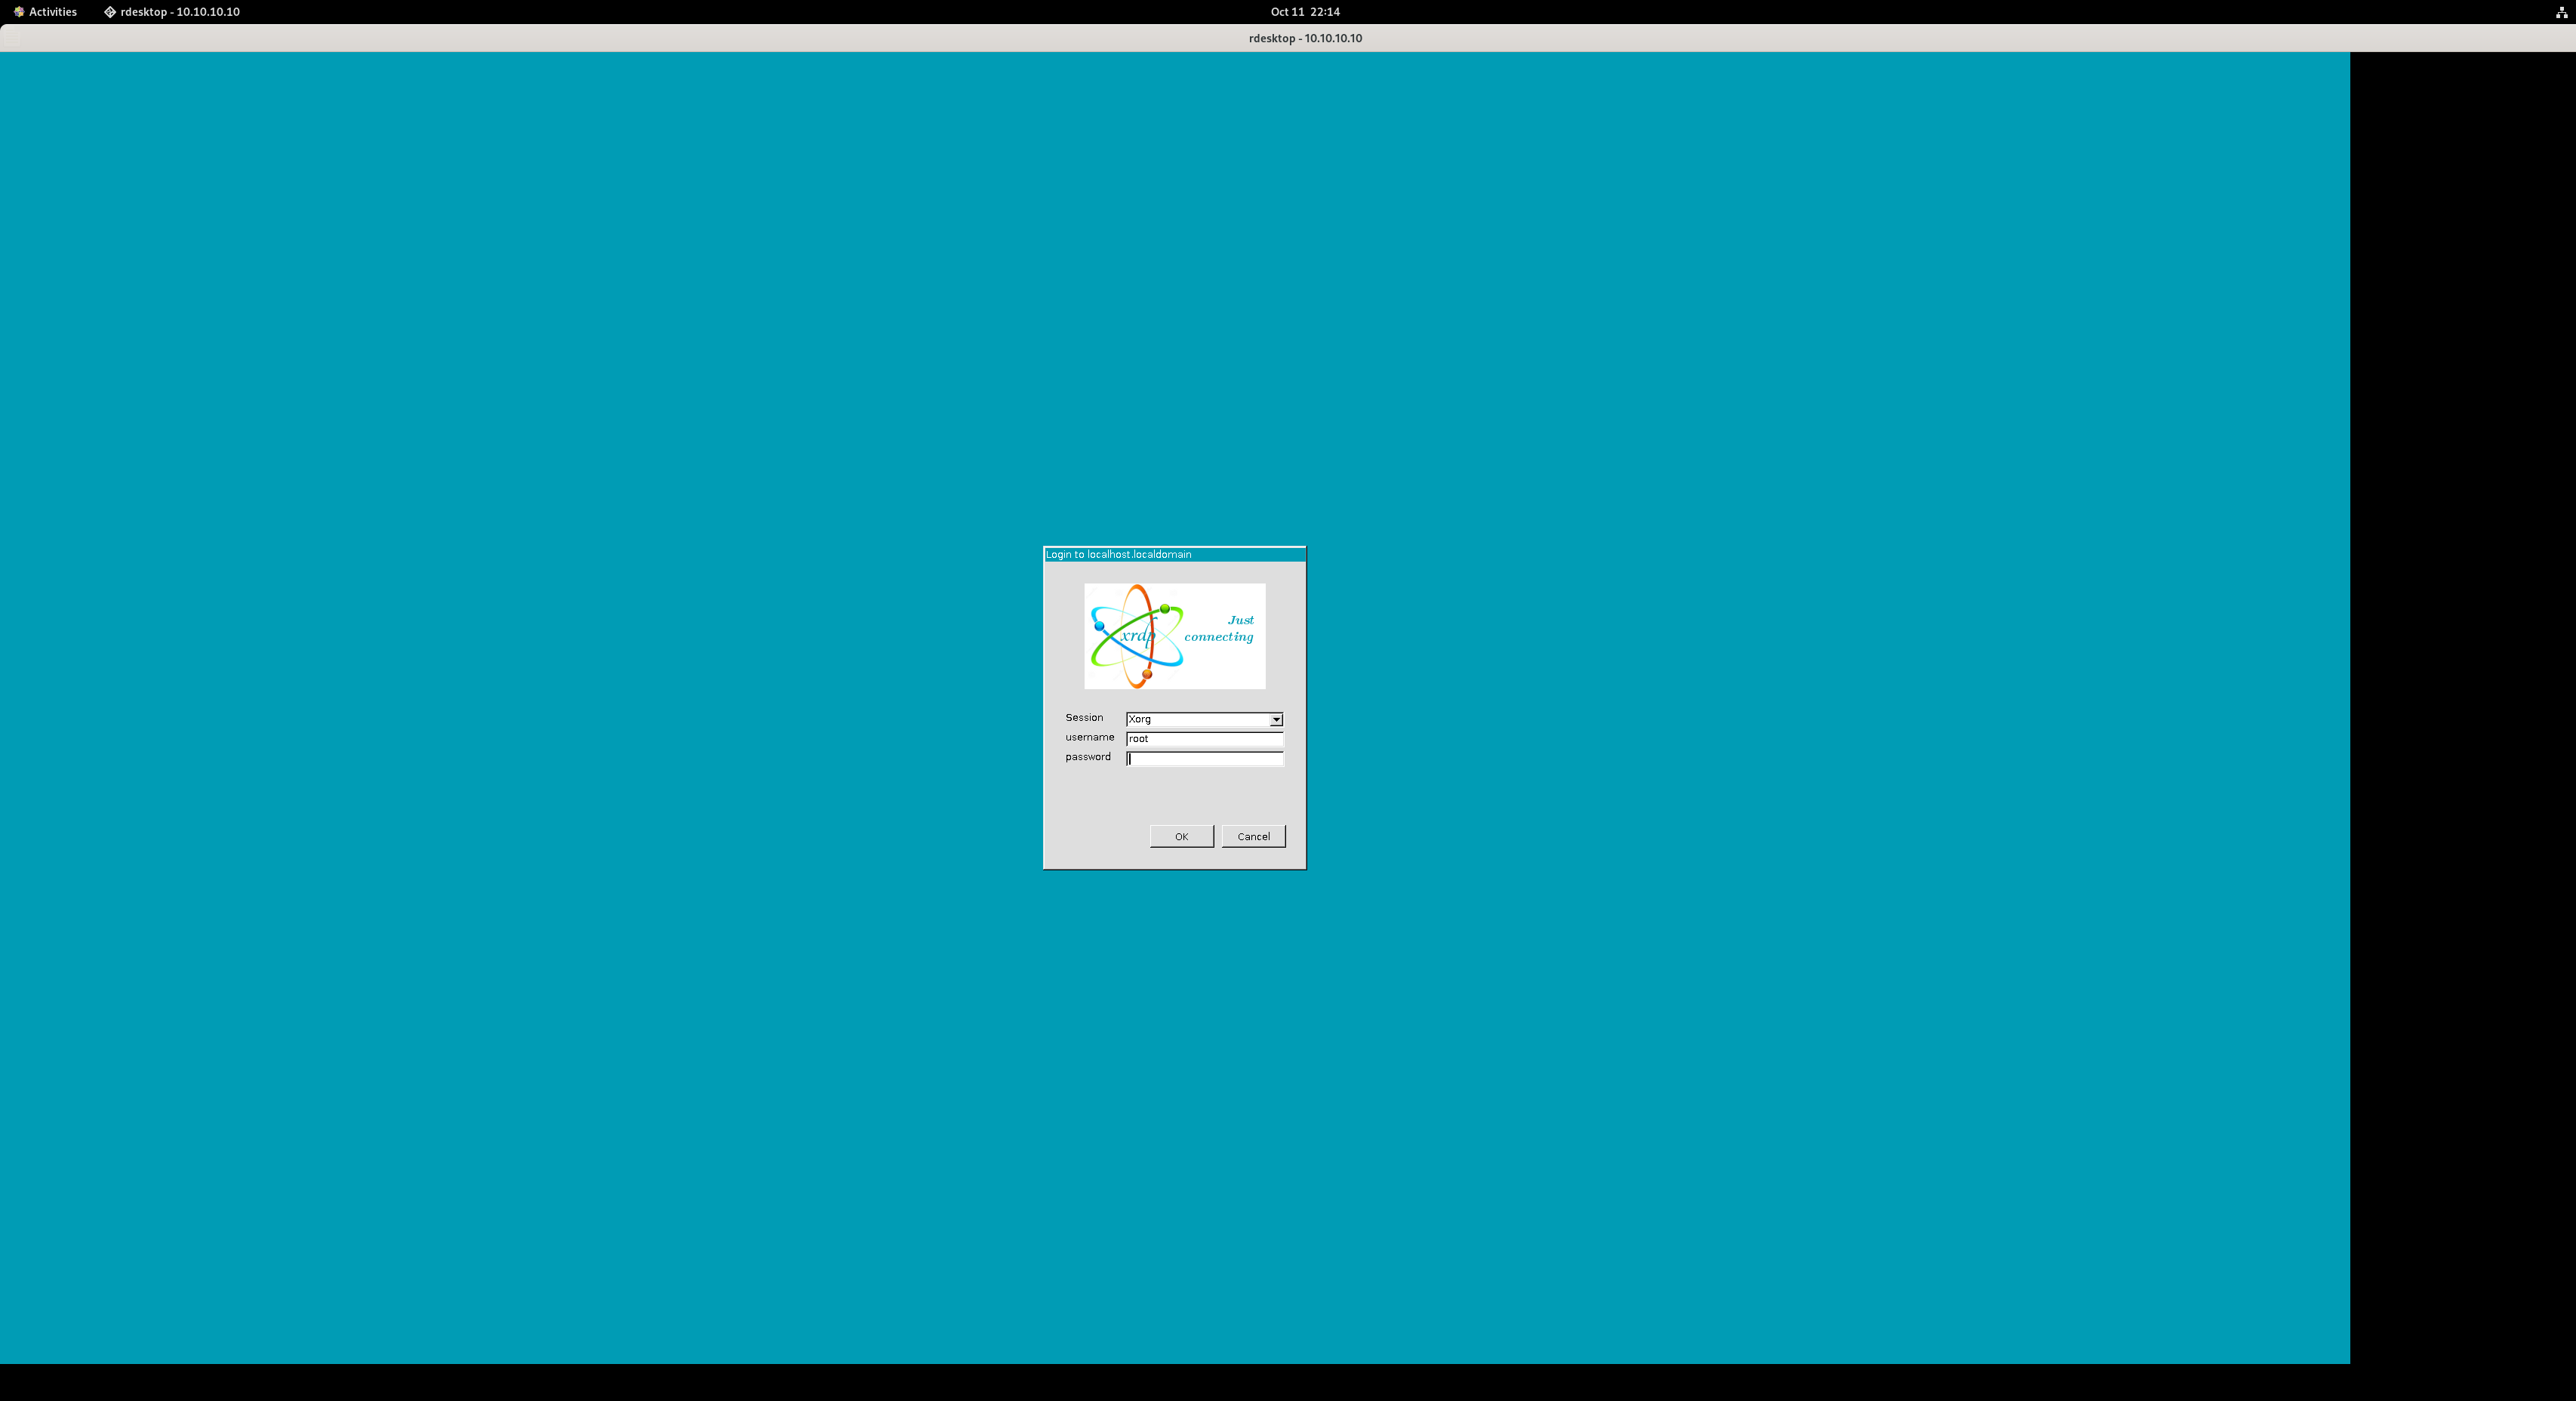 Activities rdesktop - 10.10.10.10 Oct 11 22:14
rdesktop - 10.10.10.10
Login to localhost.localdomain
xrdp
Just
connecting
Session Xorg
username root
password
OK Cancel